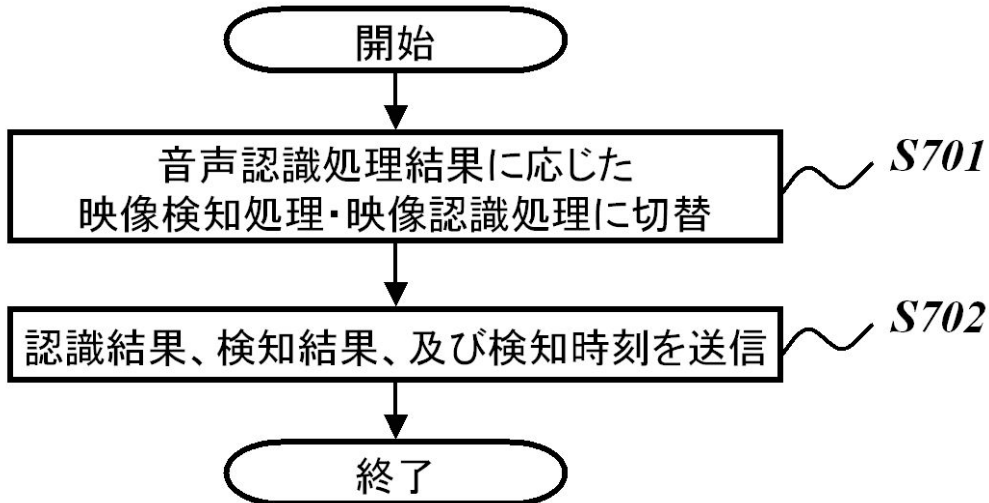 開始
音声認識処理結果に応じた
映像検知処理・映像認識処理に切替
S701
認識結果、検知結果、及び検知時刻を送信
S702
終了